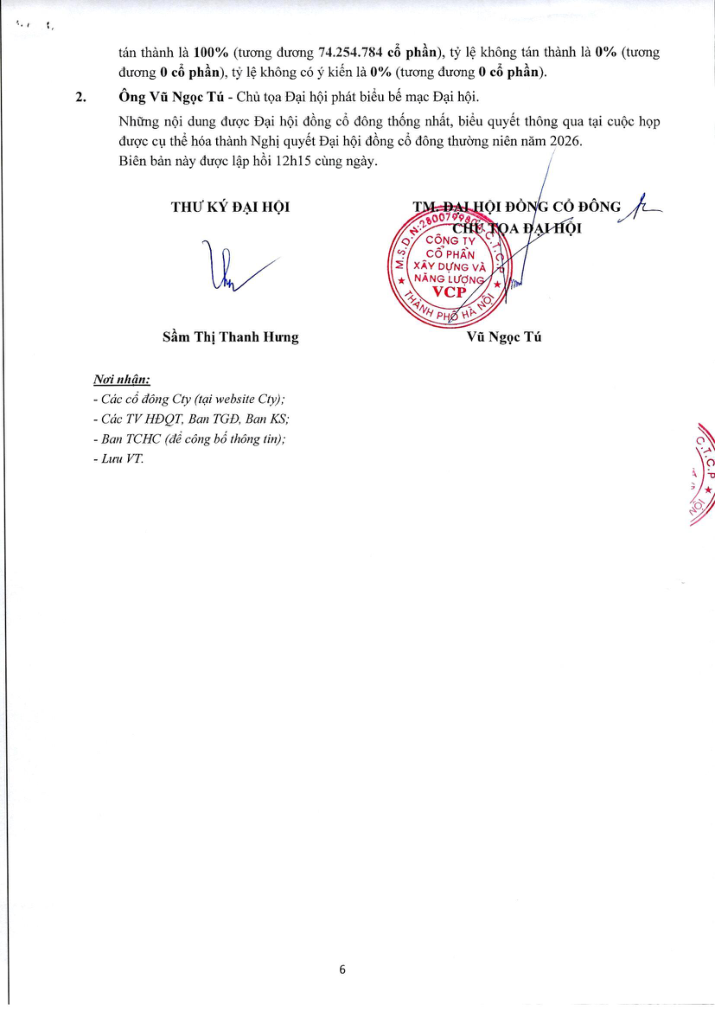 tán thành là 100% (tương đương 74.254.784 cổ phần), tỷ lệ không tán thành là 0% (tương
đương 0 cổ phần), tỷ lệ không có ý kiến là 0% (tương đương 0 cổ phần).
2. Ông Vũ Ngọc Tú - Chủ tọa Đại hội phát biểu bế mạc Đại hội.
Những nội dung được Đại hội đồng cổ đông thống nhất, biểu quyết thông qua tại cuộc họp
được cụ thể hóa thành Nghị quyết Đại hội đồng cổ đông thường niên năm 2026.
Biên bản này được lập hồi 12h15 cùng ngày.
THƯ KÝ ĐẠI HỘI
TM. ĐẠI HỘI ĐỒNG CỔ ĐÔNG
CHỦ TỌA ĐẠI HỘI
CÔNG TY
CỔ PHẦN
XÂY DỰNG VÀ
NĂNG LƯỢNG
VCP
THÀNH PHỐ HÀ NỘI
Sầm Thị Thanh Hưng
Vũ Ngọc Tú
Nơi nhận:
- Các cổ đông Cty (tại website Cty);
- Các TV HĐQT, Ban TGĐ, Ban KS;
- Ban TCHC (để công bố thông tin);
- Lưu VT.
C.T.C.P
NỘI
6